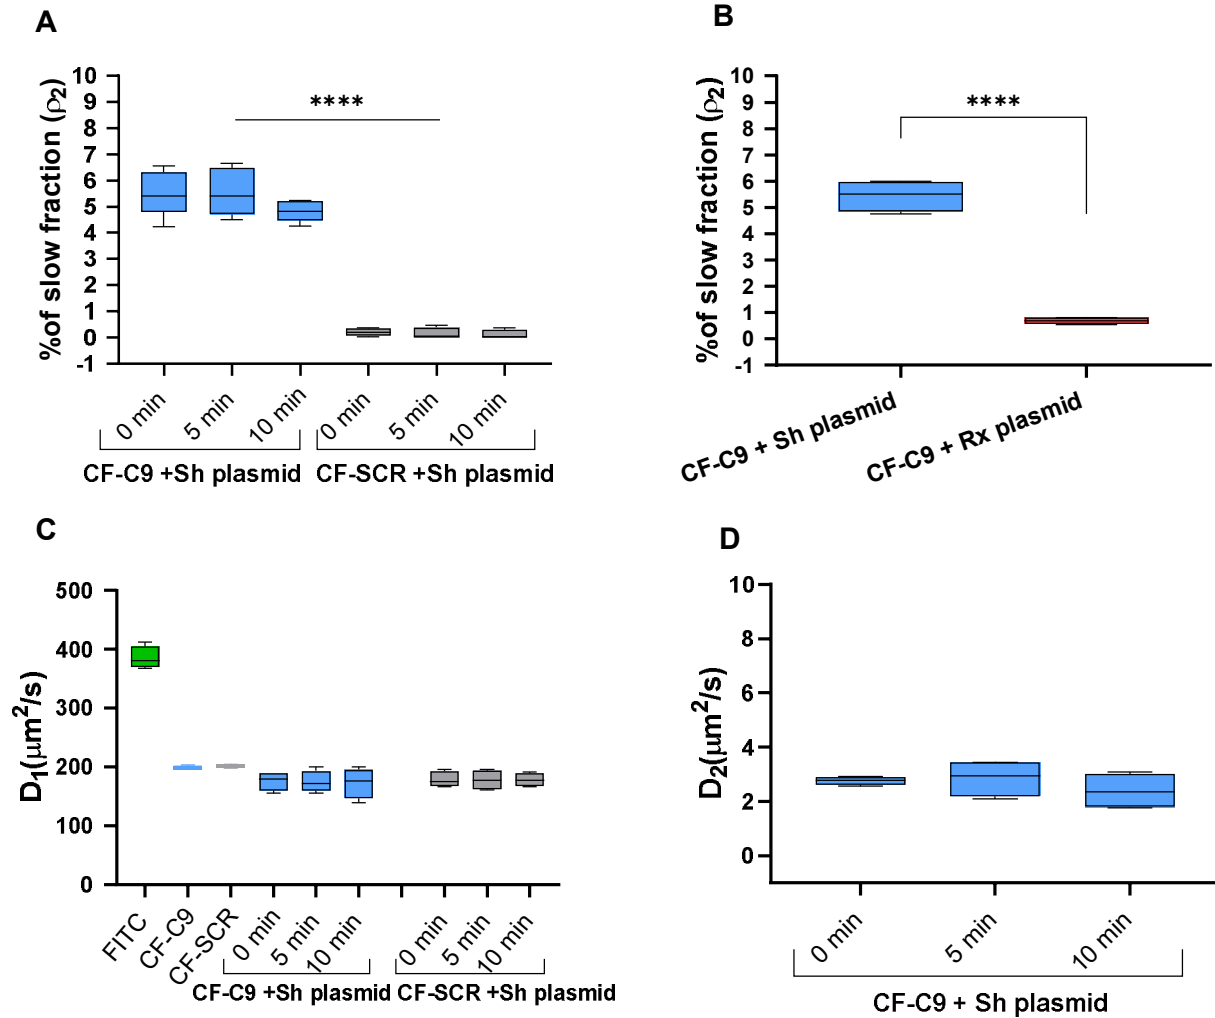 A
%of slow fraction (ρ2)
10
9
8
7
6
5
4
3
2
1
0
-1
****
0 min
5 min
10 min
0 min
5 min
10 min
CF-C9 +Sh plasmid
CF-SCR +Sh plasmid
B
%of slow fraction (ρ2)
10
9
8
7
6
5
4
3
2
1
0
-1
****
CF-C9 + Sh plasmid
CF-C9 + Rx plasmid
C
D1(μm2/s)
500
400
300
200
100
0
FITC
CF-C9
CF-SCR
0 min
5 min
10 min
0 min
5 min
10 min
CF-C9 +Sh plasmid
CF-SCR +Sh plasmid
D
D2(μm2/s)
10
8
6
4
2
0
0 min
5 min
10 min
CF-C9 + Sh plasmid